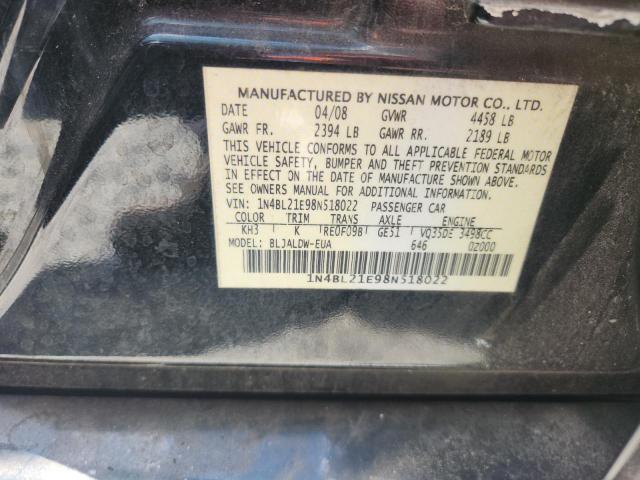 MANUFACTURED BY NISSAN MOTOR CO., LTD.
DATE 04/08 GVWR 4458 LB
GAWR FR. 2394 LB GAWR RR. 2189 LB
THIS VEHICLE CONFORMS TO ALL APPLICABLE FEDERAL MOTOR
VEHICLE SAFETY, BUMPER AND THEFT PREVENTION STANDARDS
IN EFFECT ON THE DATE OF MANUFACTURE SHOWN ABOVE.
SEE OWNERS MANUAL FOR ADDITIONAL INFORMATION.
VIN: 1N4BL21E98N518022 PASSENGER CAR
COLOR TRIM TRANS AXLE ENGINE
KH3 K RE0F09B GE51 VQ35DE 3498CC
MODEL: BLJALDW-EUA 646 02000
1N4BL21E98N518022